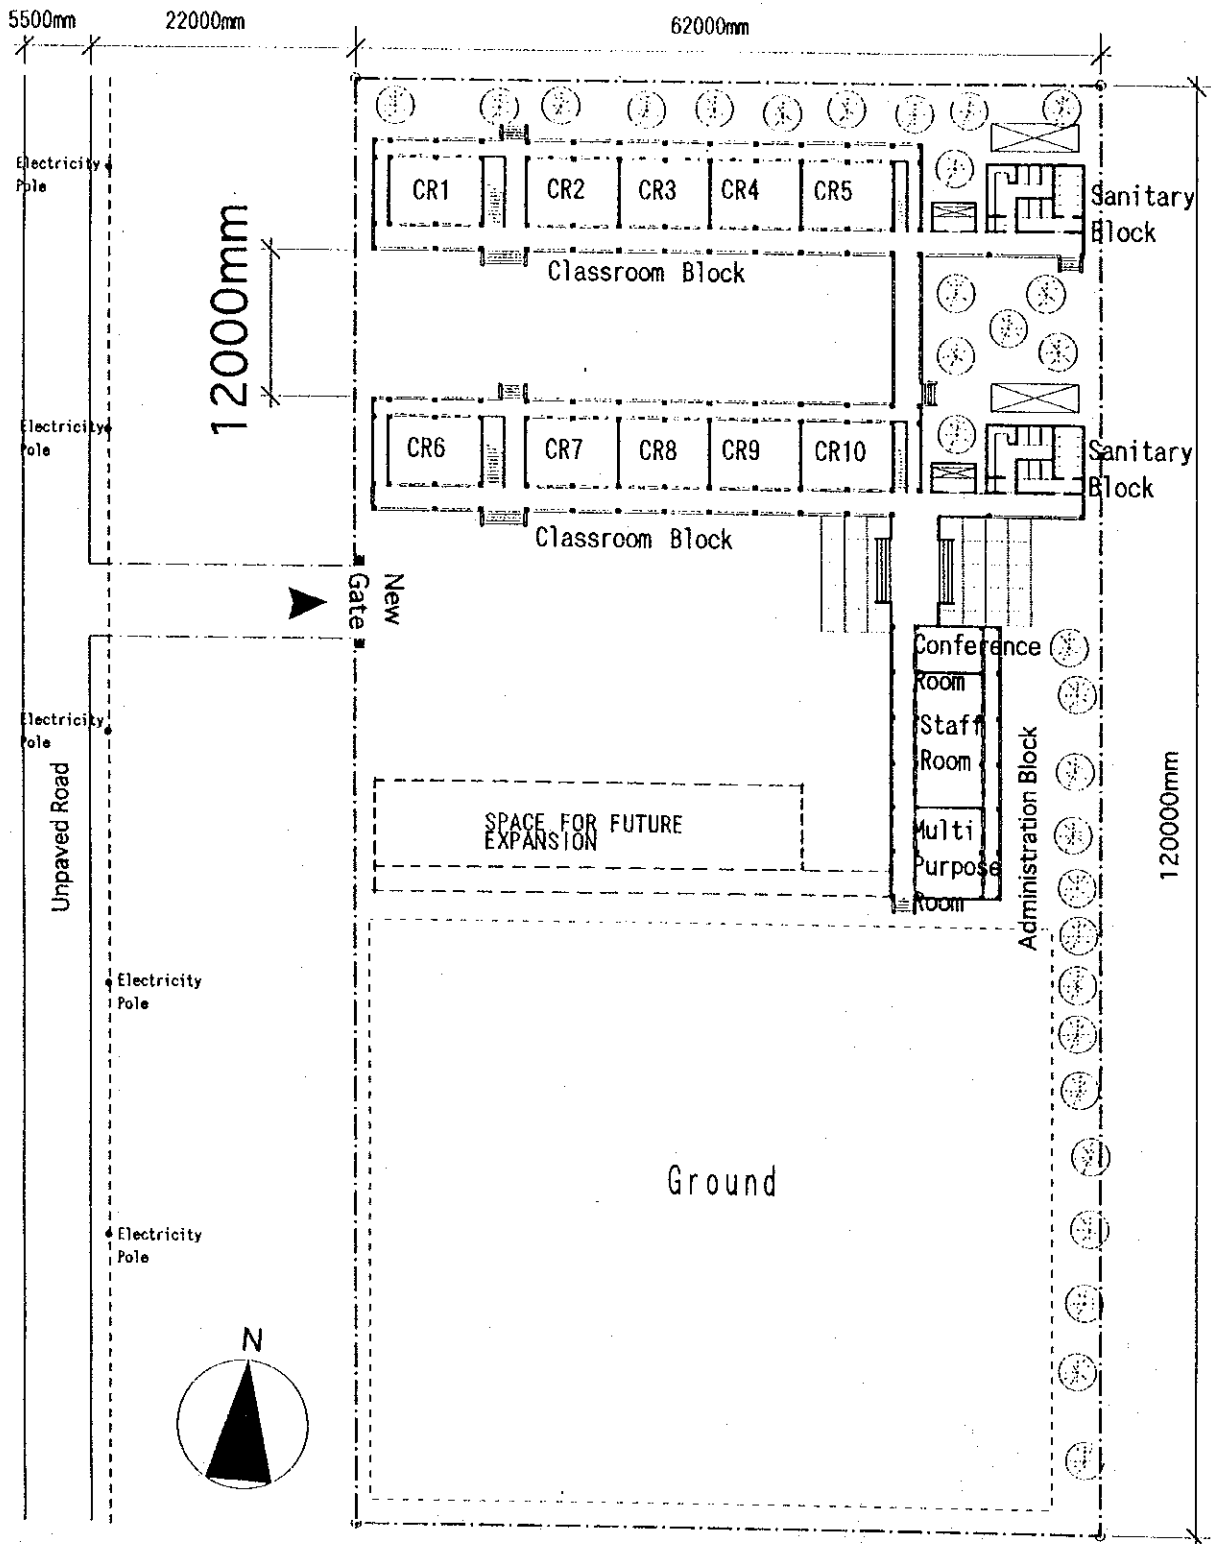 5500mm
22000mm
62000mm
Electricity
Pole
CR1
CR2
CR3
CR4
CR5
Sanitary
Block
12000mm
Classroom Block
Electricity
Pole
CR6
CR7
CR8
CR9
CR10
Sanitary
Block
Classroom Block
New
Gate
Conference
Room
Electricity
Pole
Staff
Room
Administration Block
120000mm
Unpaved Road
SPACE FOR FUTURE
EXPANSION
Multi
Purpose
Room
Electricity
Pole
Ground
Electricity
Pole
N